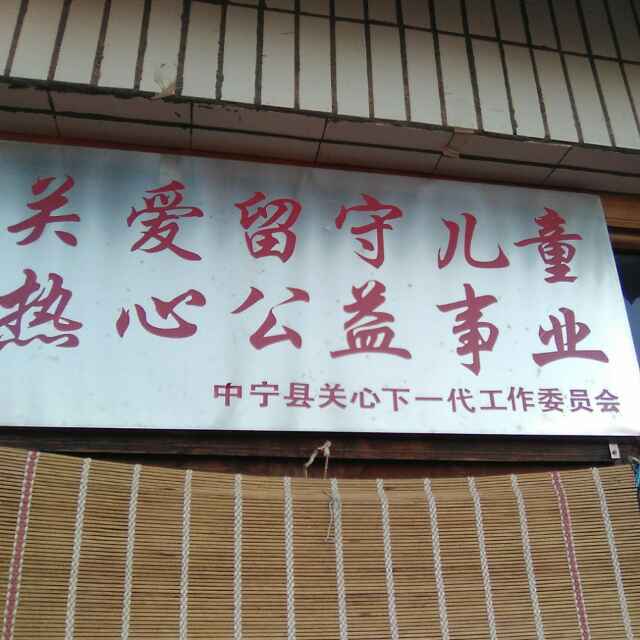 关爱留守儿童
热心公益事业
中宁县关心下一代工作委员会